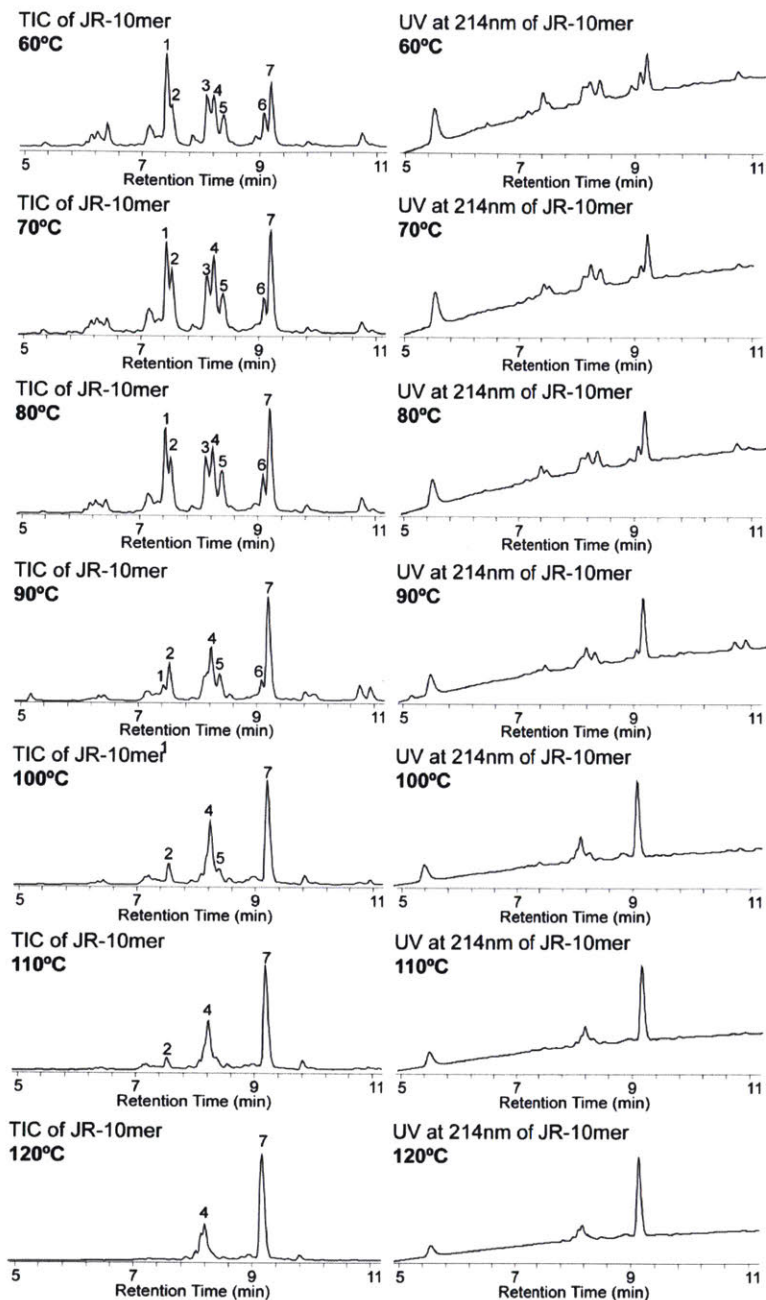 TIC of JR-10mer
60ºC
1
2
3
4
5
6
7
5 7 9 11
Retention Time (min)
UV at 214nm of JR-10mer
60ºC
5 7 9 11
Retention Time (min)
TIC of JR-10mer
70ºC
1
2
3
4
5
6
7
5 7 9 11
Retention Time (min)
UV at 214nm of JR-10mer
70ºC
5 7 9 11
Retention Time (min)
TIC of JR-10mer
80ºC
1
2
3
4
5
6
7
5 7 9 11
Retention Time (min)
UV at 214nm of JR-10mer
80ºC
5 7 9 11
Retention Time (min)
TIC of JR-10mer
90ºC
1
2
4
5
6
7
5 7 9 11
Retention Time (min)
UV at 214nm of JR-10mer
90ºC
5 7 9 11
Retention Time (min)
TIC of JR-10mer
1
100ºC
2
4
5
7
5 7 9 11
Retention Time (min)
UV at 214nm of JR-10mer
100ºC
5 7 9 11
Retention Time (min)
TIC of JR-10mer
110ºC
2
4
7
5 7 9 11
Retention Time (min)
UV at 214nm of JR-10mer
110ºC
5 7 9 11
Retention Time (min)
TIC of JR-10mer
120ºC
4
7
5 7 9 11
Retention Time (min)
UV at 214nm of JR-10mer
120ºC
5 7 9 11
Retention Time (min)